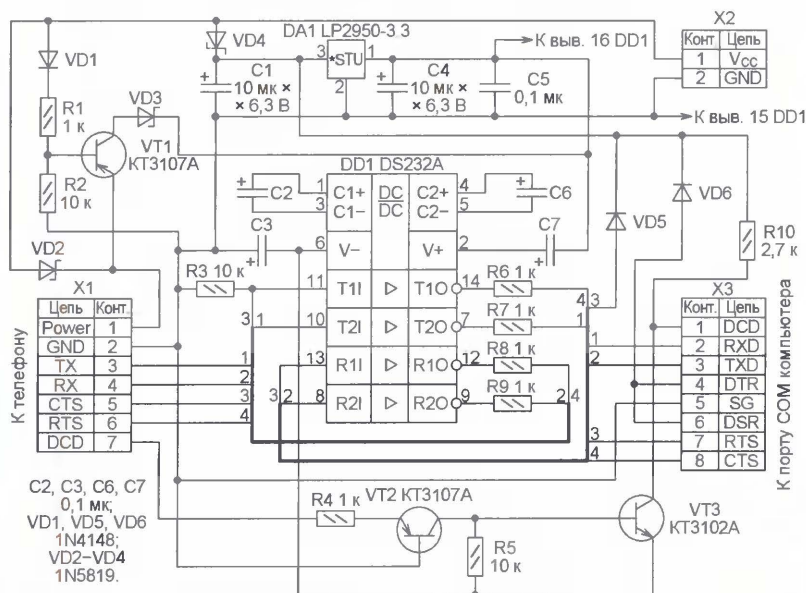 DA1 LP2950-3 3
X2
Конт. Цепь
1 Vcc
2 GND
VD4
3 *STU 1
2
К выв. 16 DD1
VD1
C1
10 мк ×
× 6,3 В
C4
10 мк ×
× 6,3 В
C5
0,1 мк
R1
1 к
VD3
К выв. 15 DD1
VT1
КТ3107А
DD1 DS232A
R2
10 к
C2
1 C1+ DC C2+ 4
3 C1– DC C2– 5
C6
VD6
VD5
C3
C7
6 V– V+ 2
R10
2,7 к
VD2
R3 10 к
11 T1I ▷ T1O 14
R6 1 к
X1
X3
Цепь Конт.
Power 1
GND 2
TX 3
RX 4
CTS 5
RTS 6
DCD 7
К телефону
3 1
10 T2I ▷ T2O 7
R7 1 к
4 3
1
1
2
3
4
13 R1I ▷ R1O 12
R8 1 к
3 2
8 R2I ▷ R2O 9
R9 1 к
2 4
1
2
3
4
Конт. Цепь
1 DCD
2 RXD
3 TXD
4 DTR
5 SG
6 DSR
7 RTS
8 CTS
К порту COM компьютера
C2, C3, C6, C7
0,1 мк;
VD1, VD5, VD6
1N4148;
VD2–VD4
1N5819.
R4 1 к
VT2 КТ3107А
R5
10 к
VT3
КТ3102А